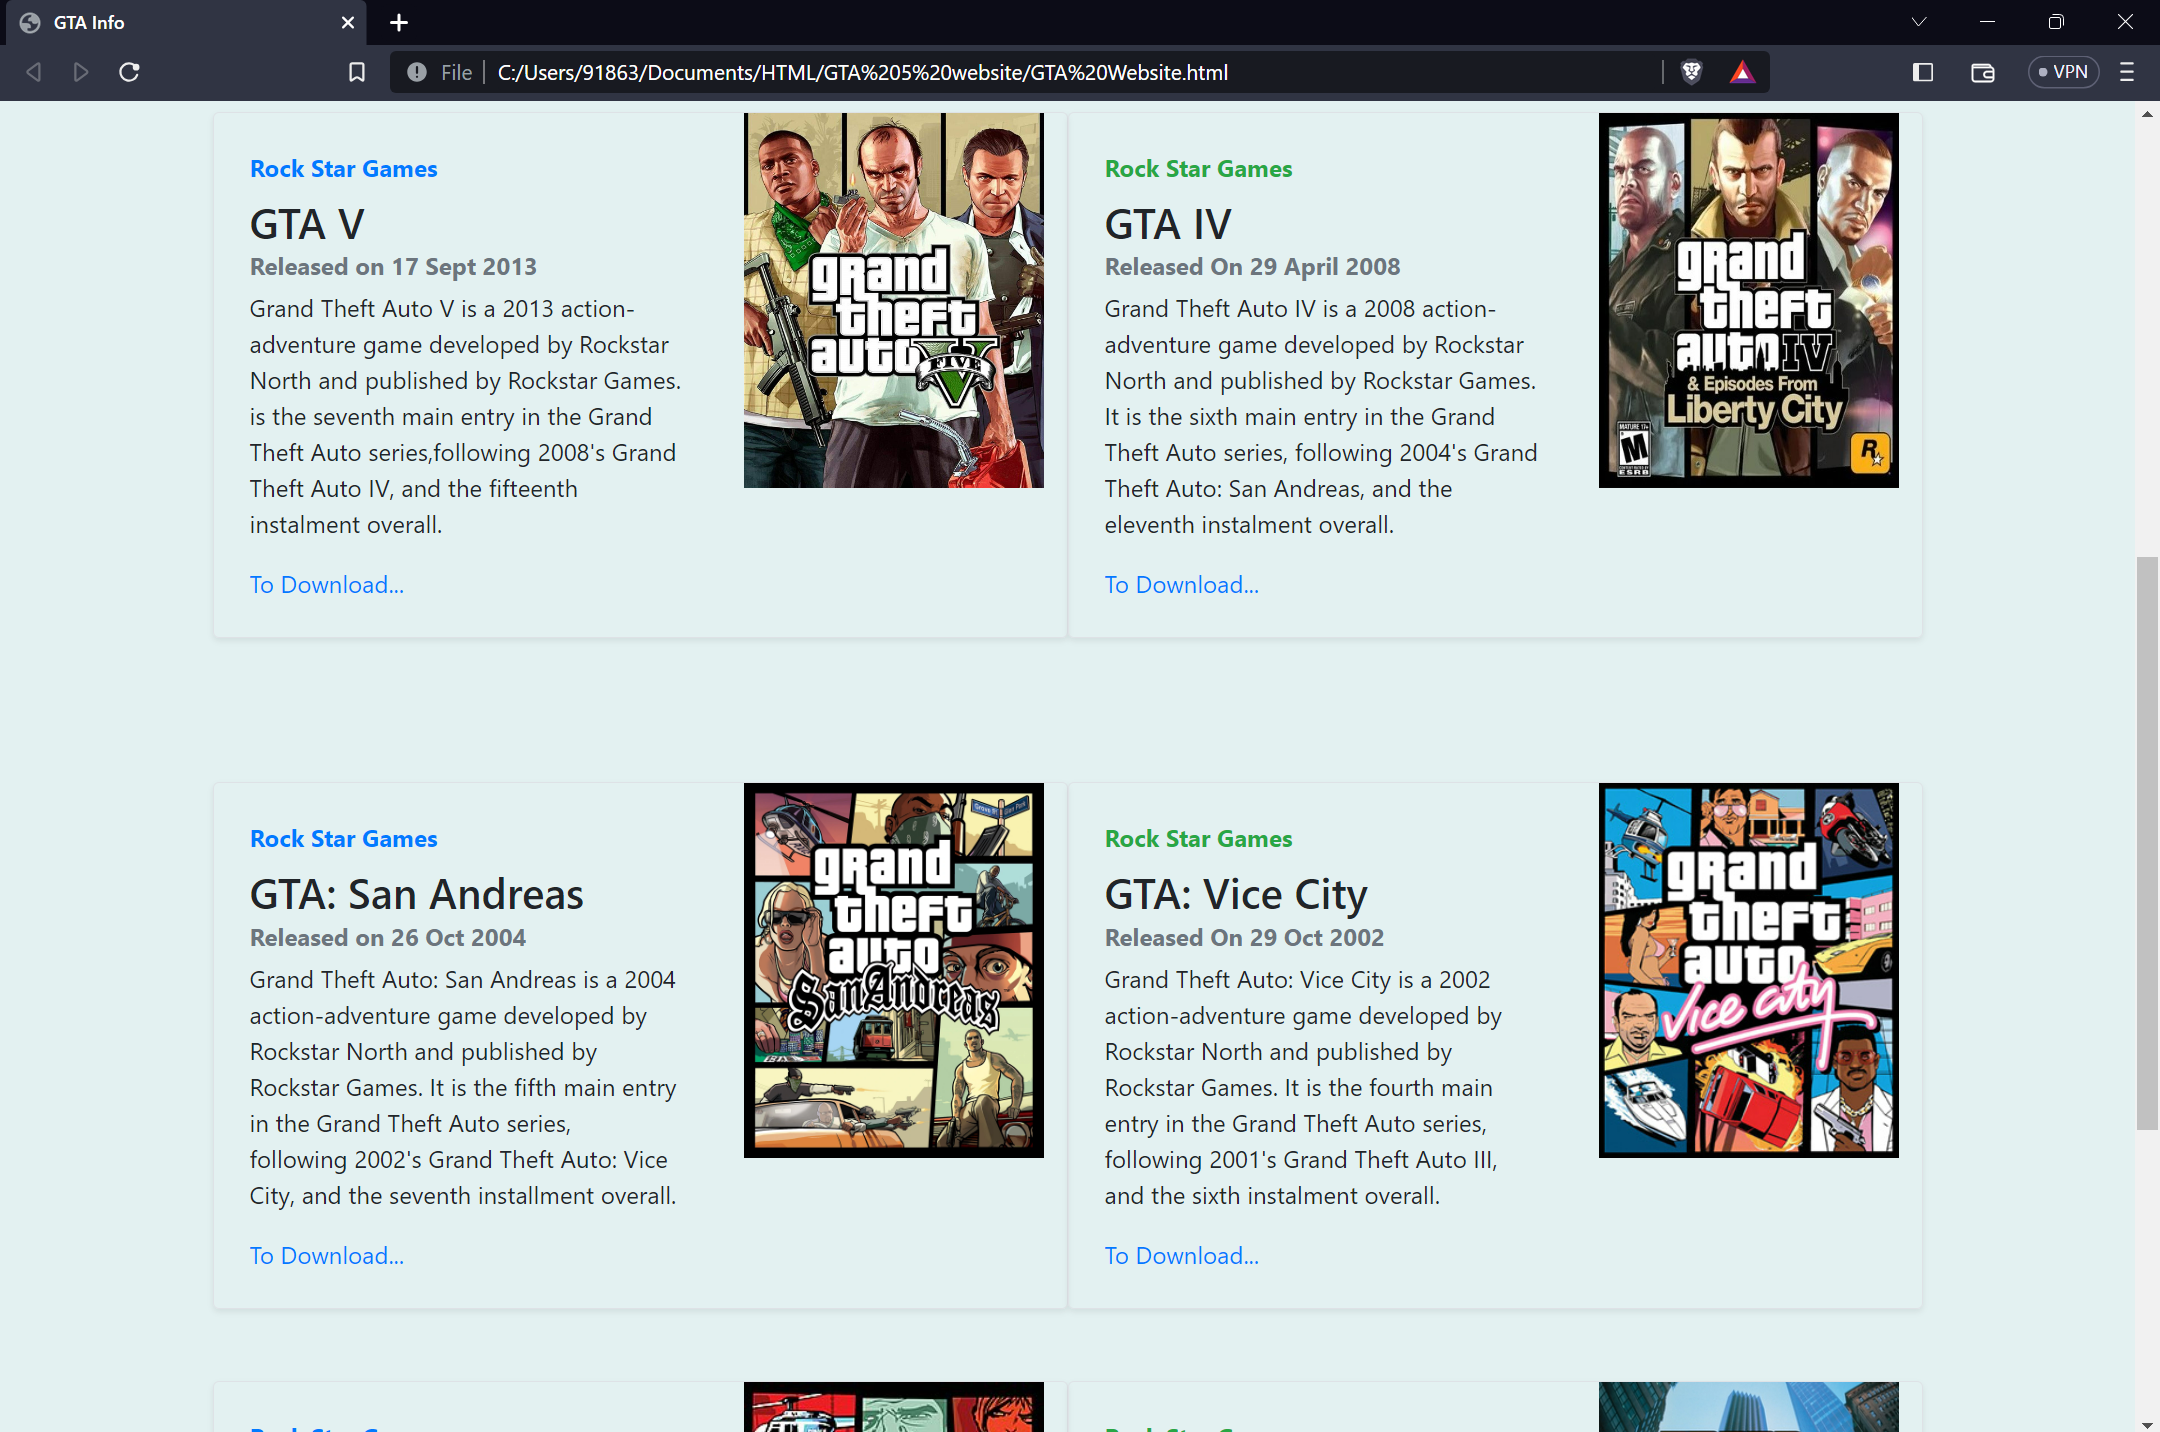 GTA Info
File
C:/Users/91863/Documents/HTML/GTA%205%20website/GTA%20Website.html
VPN
Rock Star Games
GTA V
Released on 17 Sept 2013
Grand Theft Auto V is a 2013 action-
adventure game developed by Rockstar
North and published by Rockstar Games.
is the seventh main entry in the Grand
Theft Auto series,following 2008's Grand
Theft Auto IV, and the fifteenth
instalment overall.
To Download...
grand
theft
auto
V
FIVE
Rock Star Games
GTA IV
Released On 29 April 2008
Grand Theft Auto IV is a 2008 action-
adventure game developed by Rockstar
North and published by Rockstar Games.
It is the sixth main entry in the Grand
Theft Auto series, following 2004's Grand
Theft Auto: San Andreas, and the
eleventh instalment overall.
To Download...
grand
theft
auto IV
& Episodes From
Liberty City
MATURE 17+
M
ESRB
R
Rock Star Games
GTA: San Andreas
Released on 26 Oct 2004
Grand Theft Auto: San Andreas is a 2004
action-adventure game developed by
Rockstar North and published by
Rockstar Games. It is the fifth main entry
in the Grand Theft Auto series,
following 2002's Grand Theft Auto: Vice
City, and the seventh installment overall.
To Download...
grand
theft
auto
San Andreas
Rock Star Games
GTA: Vice City
Released On 29 Oct 2002
Grand Theft Auto: Vice City is a 2002
action-adventure game developed by
Rockstar North and published by
Rockstar Games. It is the fourth main
entry in the Grand Theft Auto series,
following 2001's Grand Theft Auto III,
and the sixth instalment overall.
To Download...
grand
theft
auto
vice city